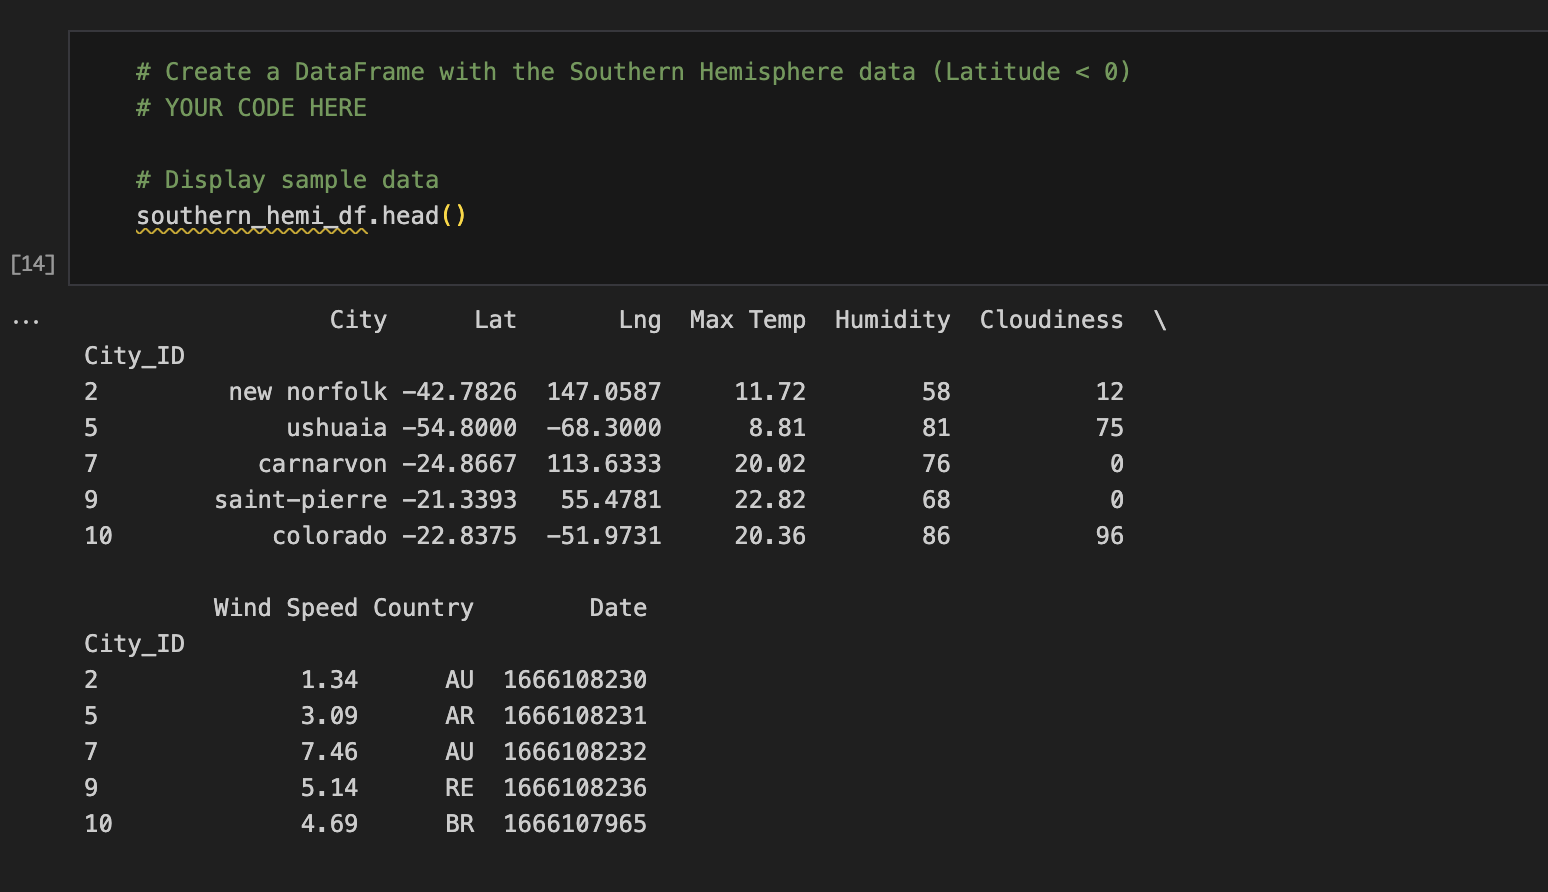 # Create a DataFrame with the Southern Hemisphere data (Latitude < 0)
# YOUR CODE HERE
# Display sample data
southern_hemi_df.head()
[14]
... City Lat Lng Max Temp Humidity Cloudiness \
City_ID
2 new norfolk -42.7826 147.0587 11.72 58 12
5 ushuaia -54.8000 -68.3000 8.81 81 75
7 carnarvon -24.8667 113.6333 20.02 76 0
9 saint-pierre -21.3393 55.4781 22.82 68 0
10 colorado -22.8375 -51.9731 20.36 86 96
Wind Speed Country Date
City_ID
2 1.34 AU 1666108230
5 3.09 AR 1666108231
7 7.46 AU 1666108232
9 5.14 RE 1666108236
10 4.69 BR 1666107965